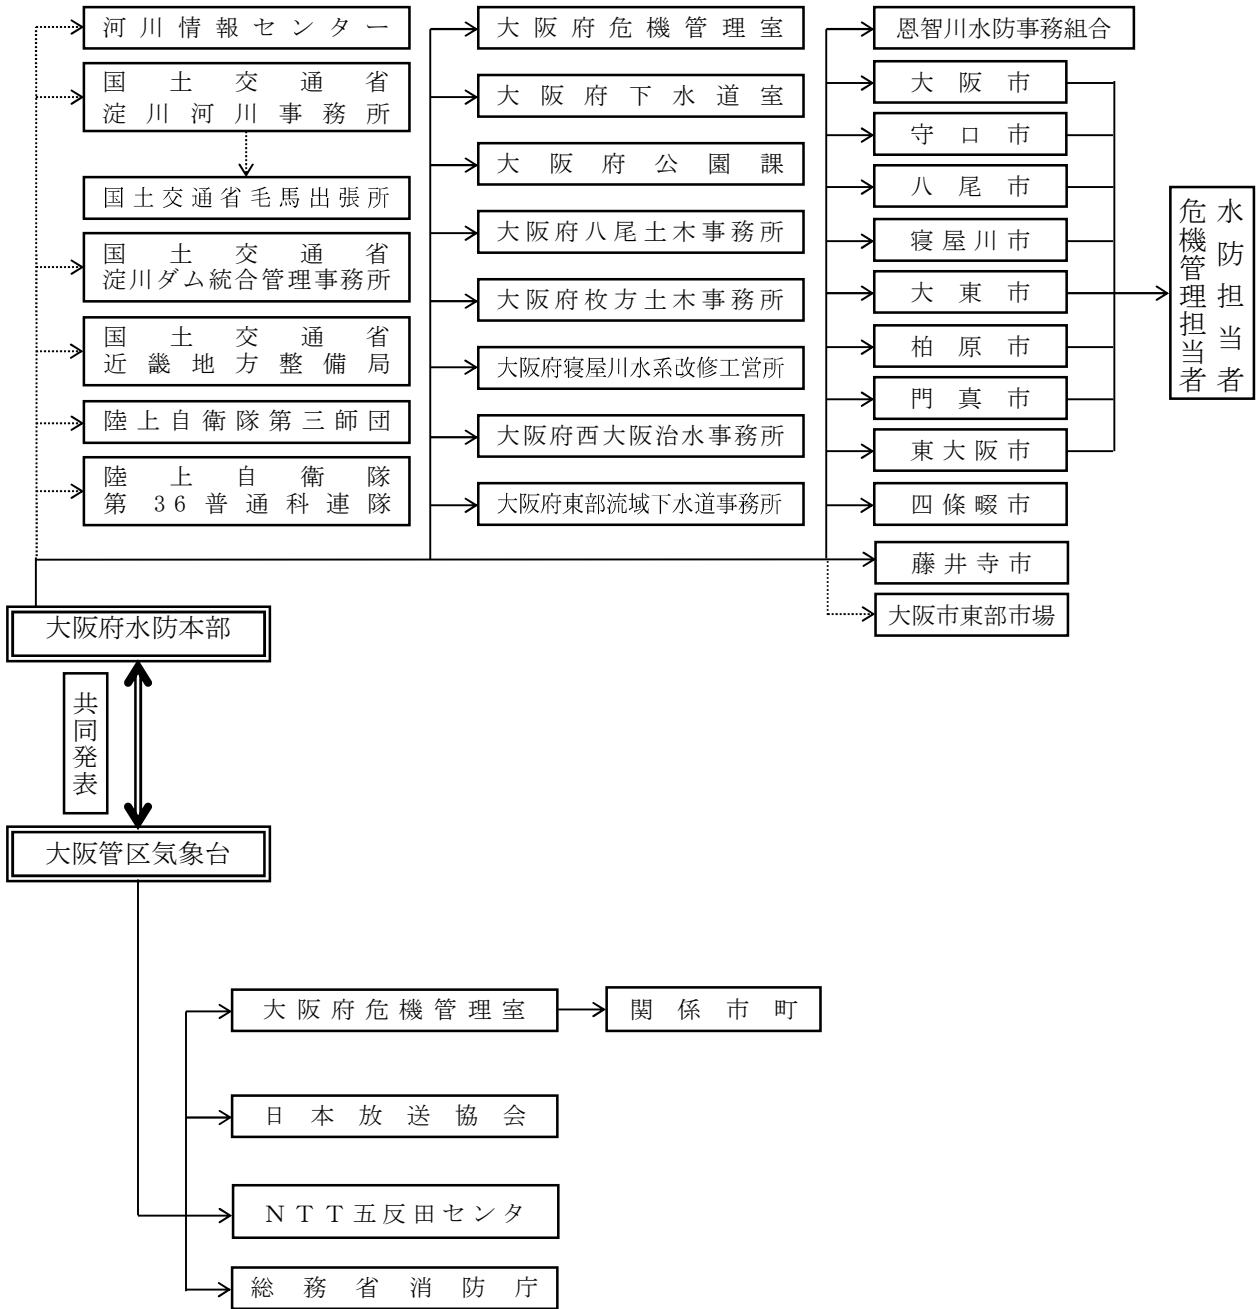 河川情報センター
国土交通省
淀川河川事務所
国土交通省毛馬出張所
国土交通省
淀川ダム統合管理事務所
国土交通省
近畿地方整備局
陸上自衛隊第三師団
陸上自衛隊
第36普通科連隊
大阪府危機管理室
大阪府下水道室
大阪府公園課
大阪府八尾土木事務所
大阪府枚方土木事務所
大阪府寝屋川水系改修工営所
大阪府西大阪治水事務所
大阪府東部流域下水道事務所
恩智川水防事務組合
大阪市
守口市
八尾市
寝屋川市
大東市
柏原市
門真市
東大阪市
四條畷市
藤井寺市
大阪市東部市場
水防担当者
危機管理担当者
大阪府水防本部
共同発表
大阪管区気象台
大阪府危機管理室
関係市町
日本放送協会
NTT五反田センタ
総務省消防庁